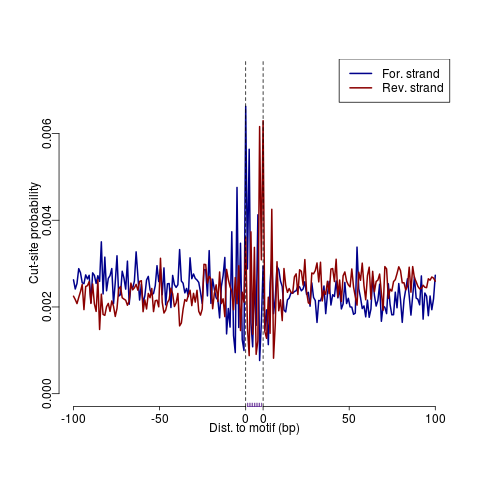 For. strand
Rev. strand
Cut-site probability
0.006
0.004
0.002
0.000
-100 -50 0 0 50 100
Dist. to motif (bp)